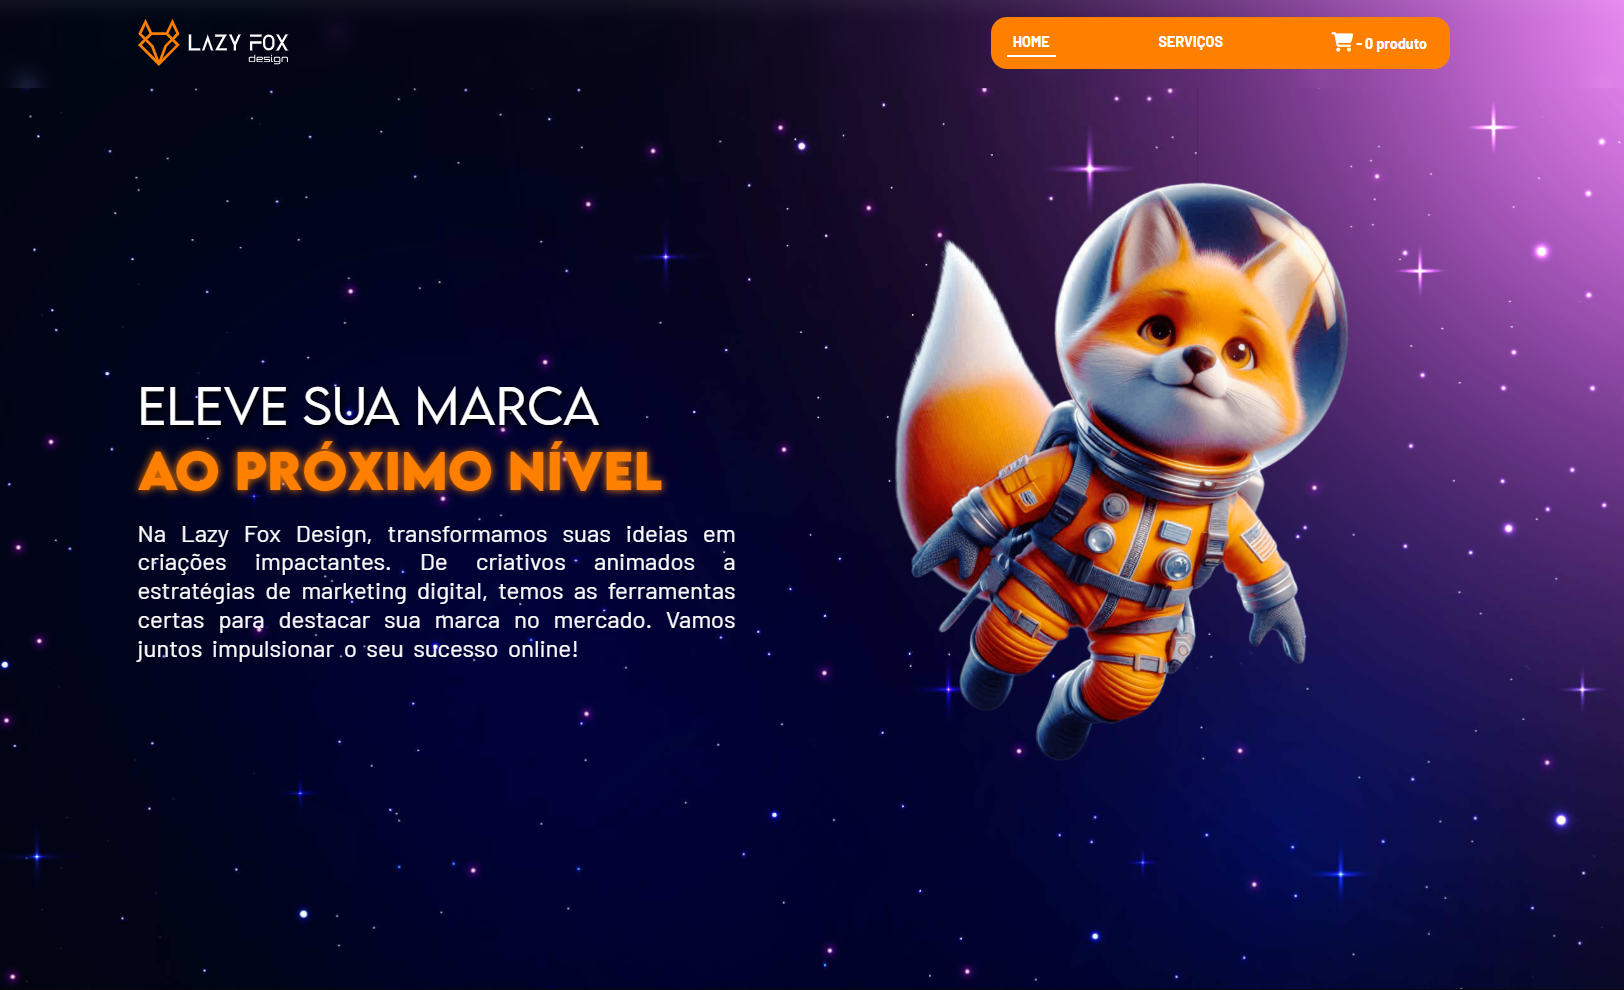 LAZY FOX
design
HOME
SERVIÇOS
- 0 produto
ELEVE SUA MARCA
AO PRÓXIMO NÍVEL
Na Lazy Fox Design, transformamos suas ideias em
criações impactantes. De criativos animados a
estratégias de marketing digital, temos as ferramentas
certas para destacar sua marca no mercado. Vamos
juntos impulsionar o seu sucesso online!